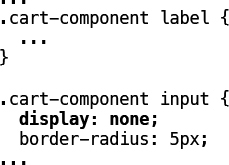 ...
.cart-component label {
  ...
}

.cart-component input {
  display: none;
  border-radius: 5px;
...